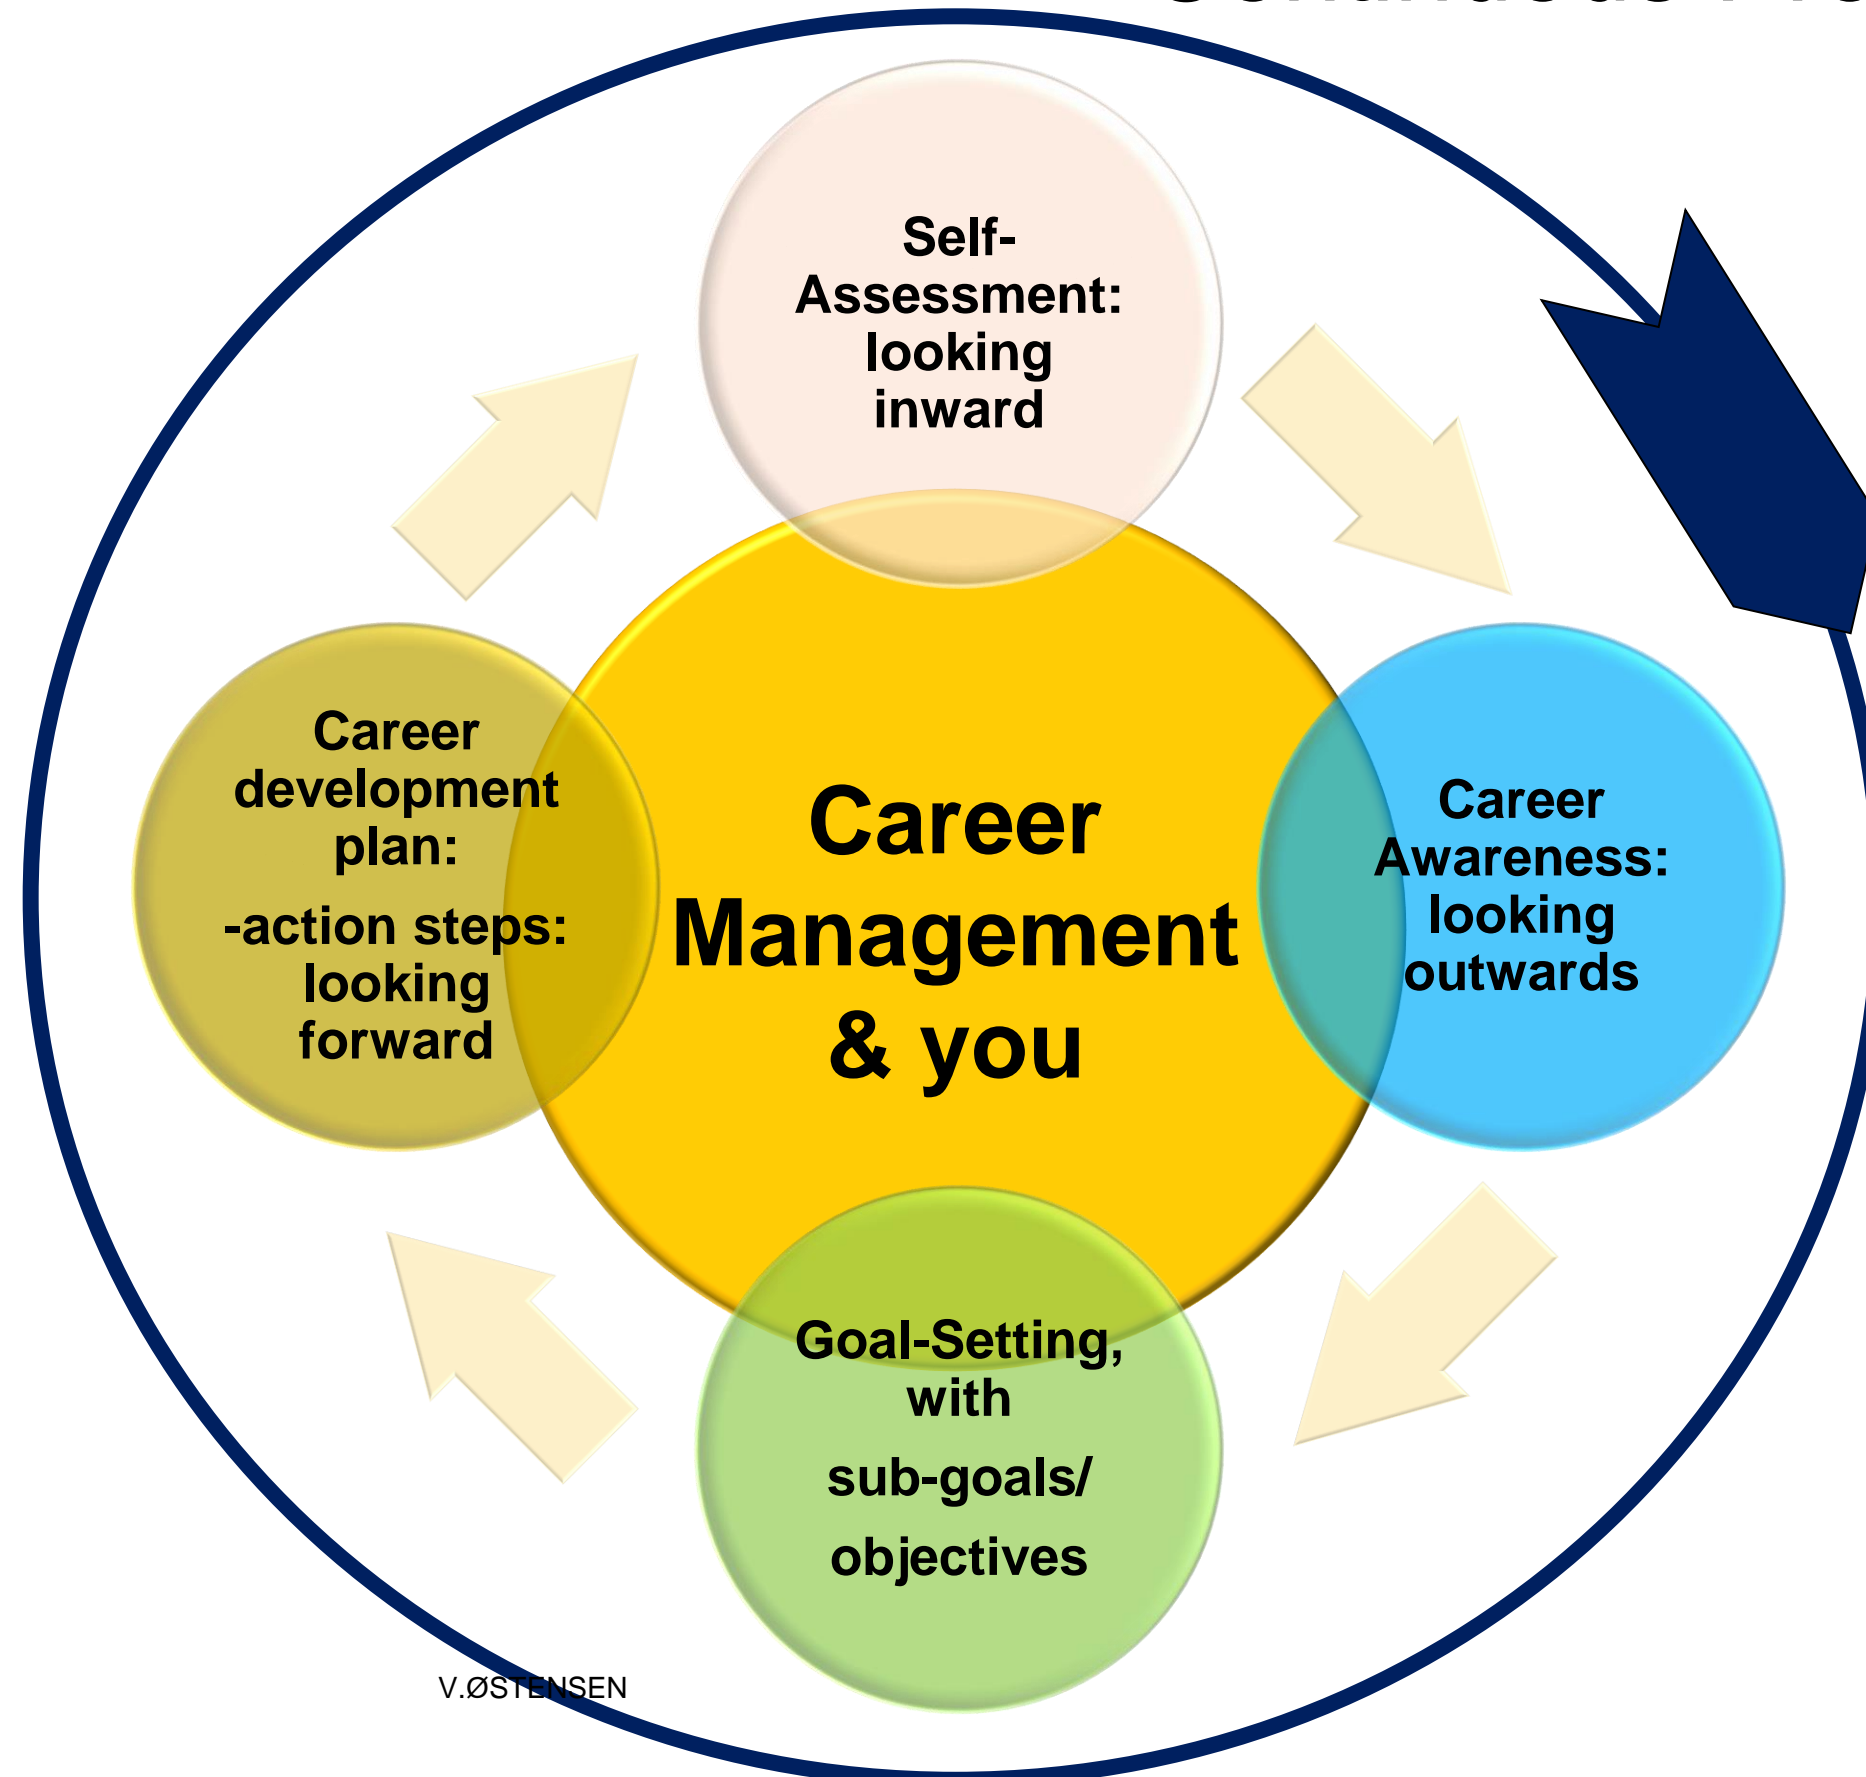 Self-
Assessment:
looking
inward
Career
Awareness:
looking
outwards
Goal-Setting,
with
sub-goals/
objectives
Career
development
plan:
-action steps:
looking
forward
Career
Management
& you
V.ØSTENSEN